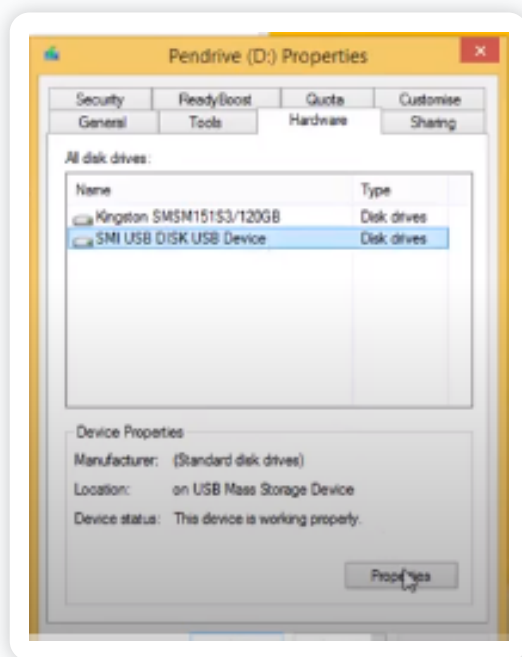 Pendrive (D:) Properties
Security ReadyBoost Quota Customise
General Tools Hardware Sharing
All disk drives:
Name Type
Kingston SMSM151S3/120GB Disk drives
SMI USB DISK USB Device Disk drives
Device Properties
Manufacturer: (Standard disk drives)
Location: on USB Mass Storage Device
Device status: This device is working properly.
Properties